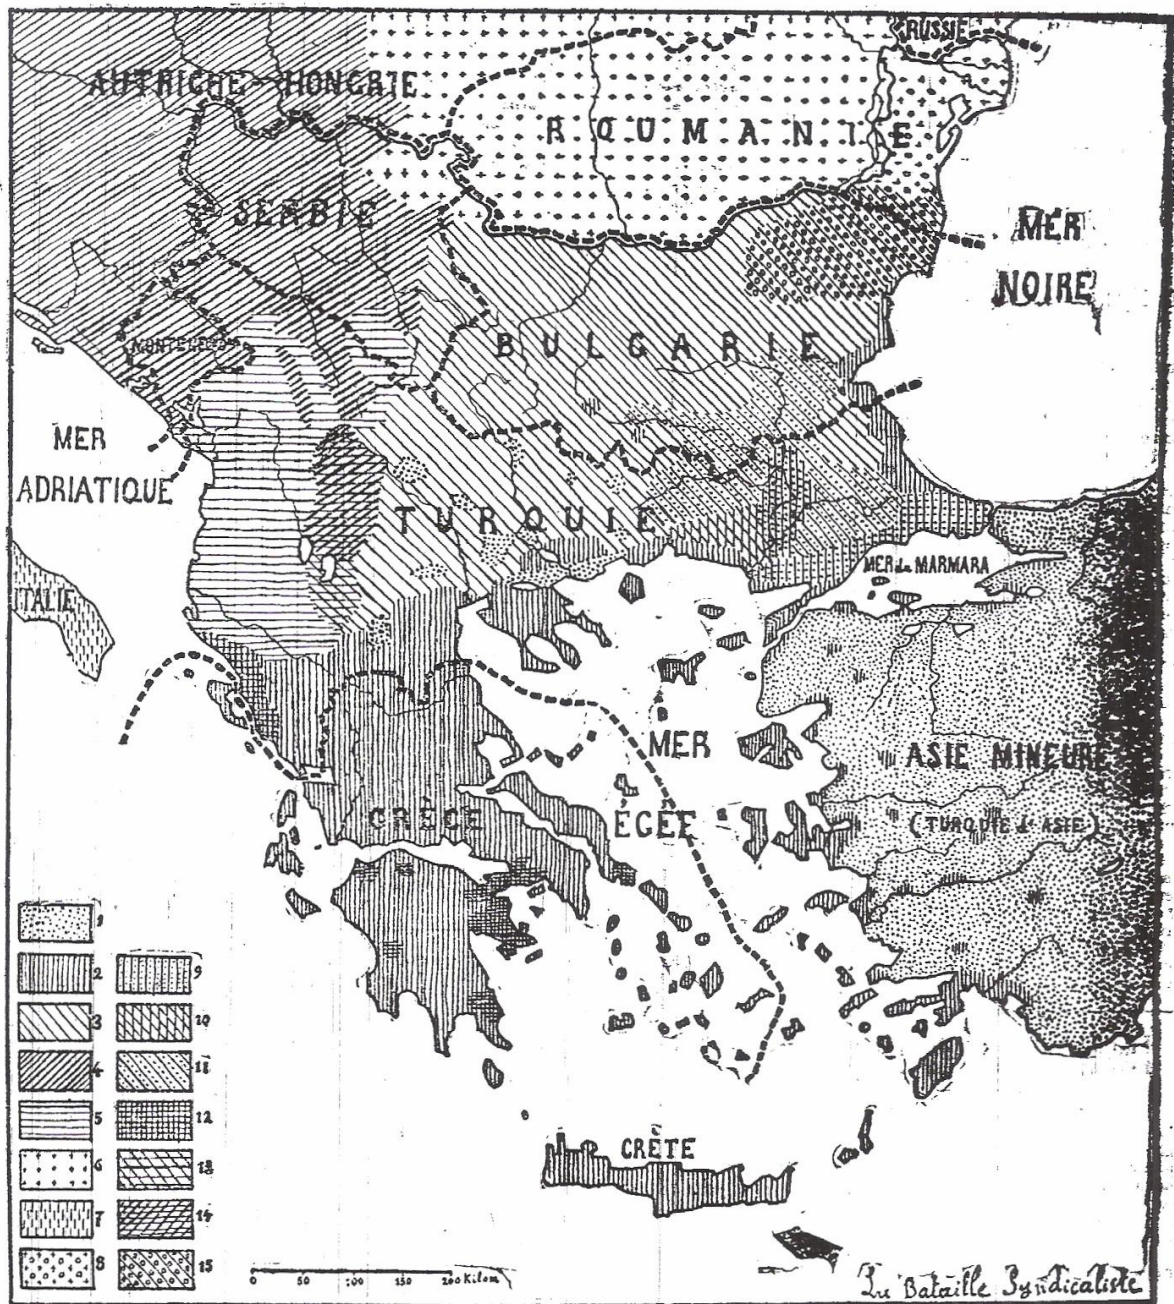 RUSSIE
AUTRICHE-HONGRIE
ROUMANIE
SERBIE
MER
NOIRE
MONTENEGRO
BULGARIE
MER
ADRIATIQUE
TURQUIE
MER de MARMARA
ITALIE
MER
ÉGÉE
ASIE MINEURE
(TURQUIE d'ASIE)
GRÈCE
CRÈTE
1
2 9
3 10
4 11
5 12
6 13
7 14
8 15
0 50 100 150 200 Kilom
La Bataille Syndicaliste